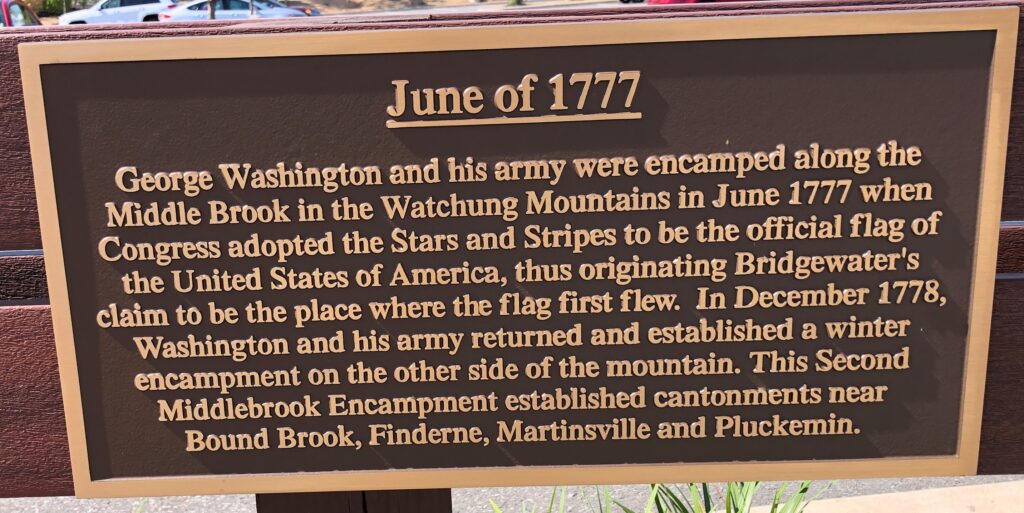 June of 1777
George Washington and his army were encamped along the
Middle Brook in the Watchung Mountains in June 1777 when
Congress adopted the Stars and Stripes to be the official flag of
the United States of America, thus originating Bridgewater's
claim to be the place where the flag first flew. In December 1778,
Washington and his army returned and established a winter
encampment on the other side of the mountain. This Second
Middlebrook Encampment established cantonments near
Bound Brook, Finderne, Martinsville and Pluckemin.